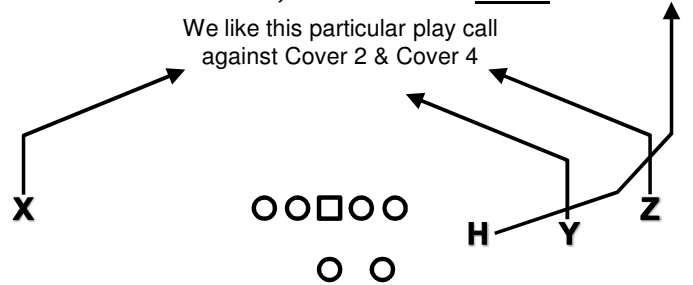 We like this particular play call
against Cover 2 & Cover 4
X
H
Y
Z